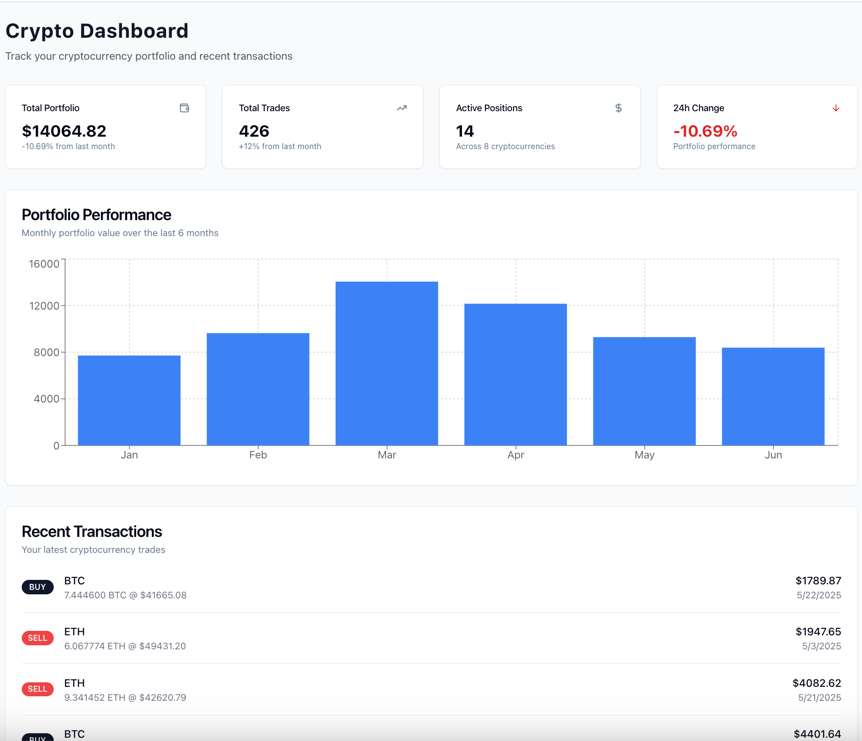 Crypto Dashboard
Track your cryptocurrency portfolio and recent transactions
Total Portfolio
$14064.82
-10.69% from last month
Total Trades
426
+12% from last month
Active Positions
$
14
Across 8 cryptocurrencies
24h Change
-10.69%
Portfolio performance
Portfolio Performance
Monthly portfolio value over the last 6 months
16000
12000
8000
4000
0
Jan Feb Mar Apr May Jun
Recent Transactions
Your latest cryptocurrency trades
BUY
BTC
7.444600 BTC @ $41665.08
$1789.87
5/22/2025
SELL
ETH
6.067774 ETH @ $49431.20
$1947.65
5/3/2025
SELL
ETH
9.341452 ETH @ $42620.79
$4082.62
5/21/2025
BUY
BTC
$4401.64